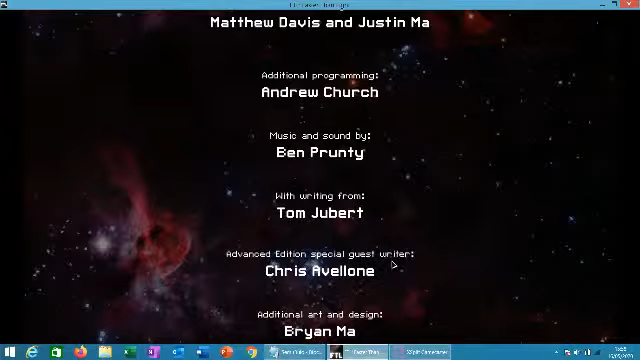 Matthew Davis and Justin Ma
Additional programming:
Andrew Church
Music and sound by:
Ben Prunty
With writing from:
Tom Jubert
Advanced Edition special guest writer:
Chris Avellone
Additional art and design:
Bryan Ma
FTL